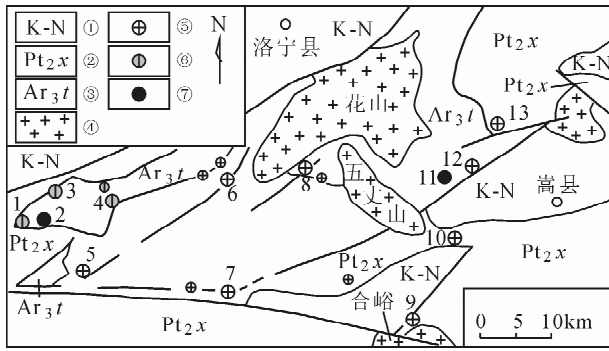 K-N ① ⑤
Pt₂x ② ⑥
Ar₃t ③ ⑦
④
N
洛宁县
K-N
Pt₂x
K-N
Pt₂x
花山
Ar₃t
13
K-N
Ar₃t
6
8
五丈山
11
12
K-N
嵩县
1
3
2
4
Pt₂x
5
7
10
Pt₂x
K-N
Ar₃t
Pt₂x
合峪
9
0 5 10km